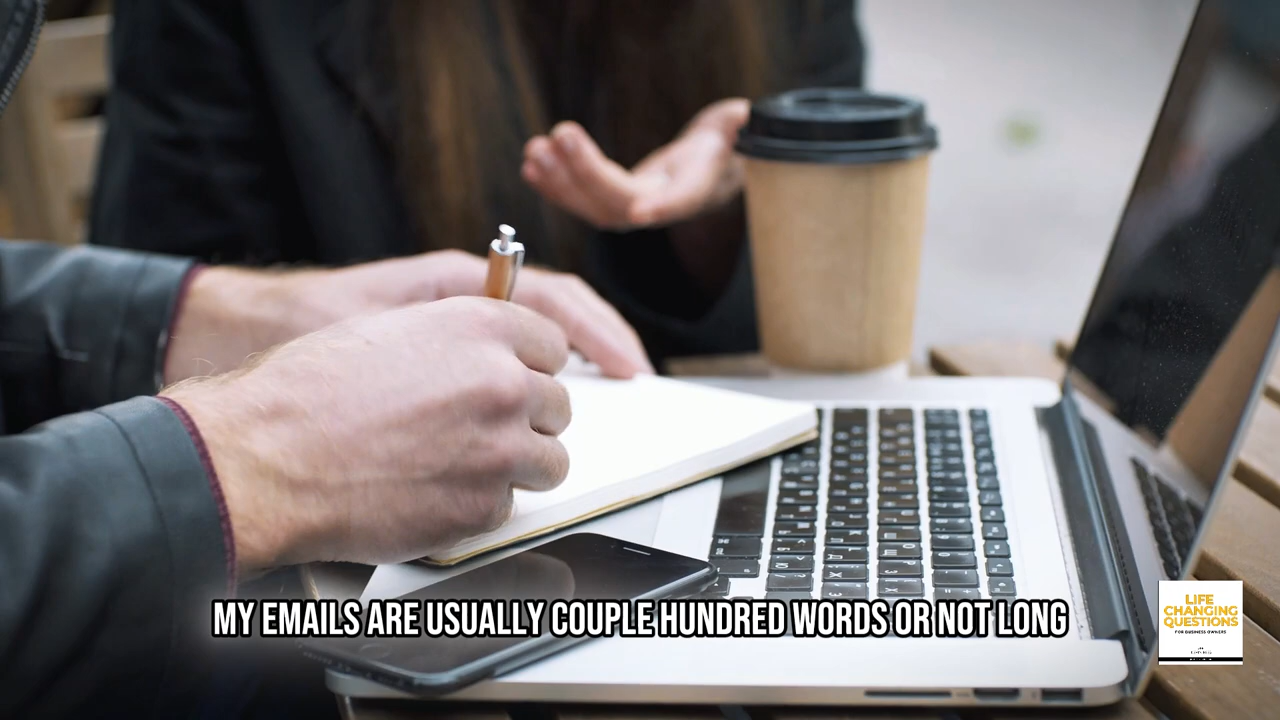 MY EMAILS ARE USUALLY COUPLE HUNDRED WORDS OR NOT LONG
LIFE
CHANGING
QUESTIONS
FOR BUSINESS OWNERS